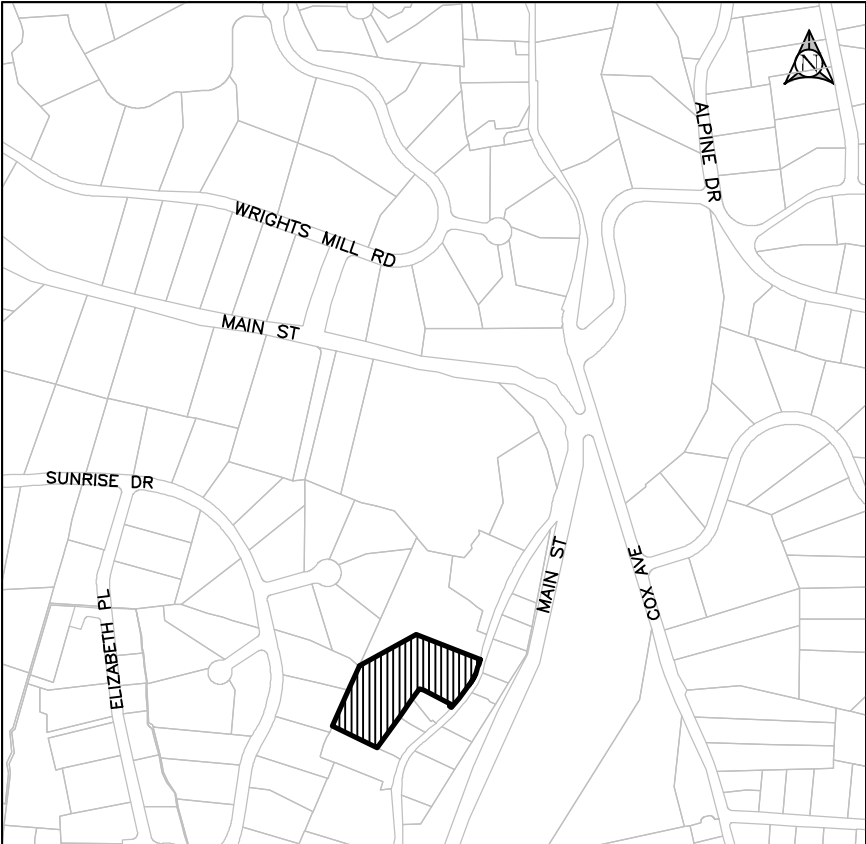 N
ALPINE DR
WRIGHTS MILL RD
MAIN ST
SUNRISE DR
MAIN ST
COX AVE
ELIZABETH PL